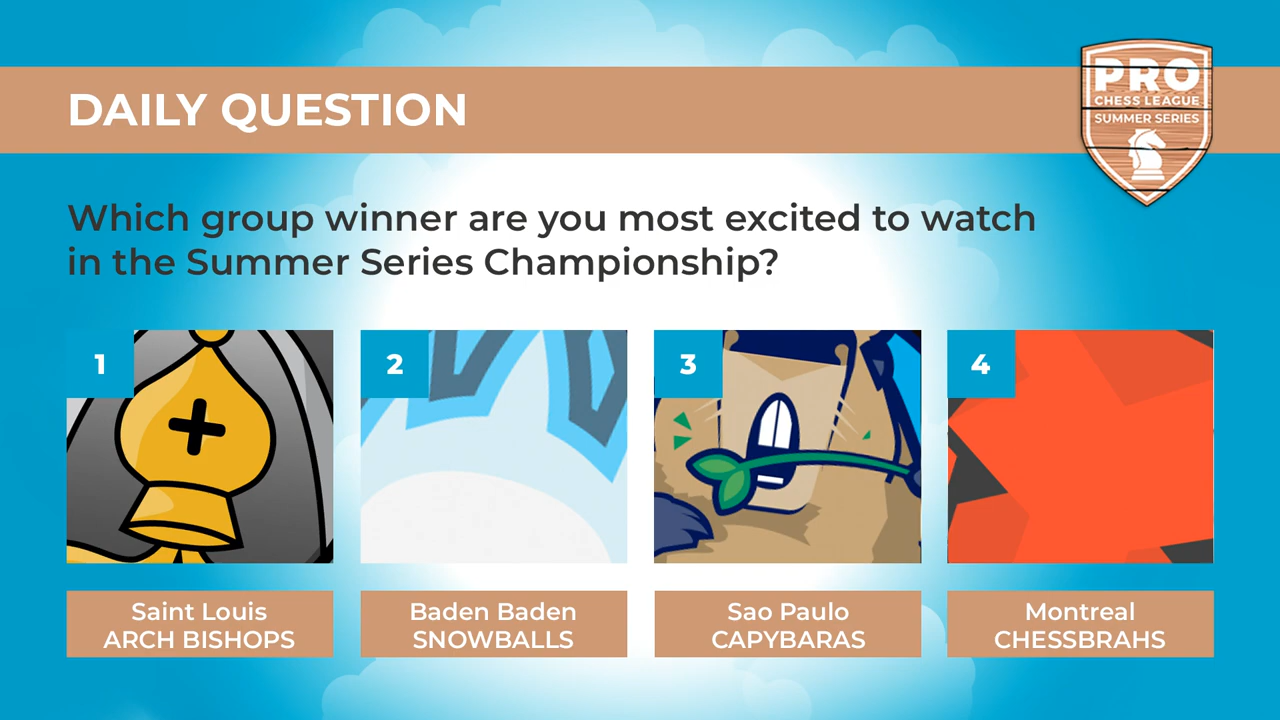 DAILY QUESTION
PRO
CHESS LEAGUE
SUMMER SERIES
Which group winner are you most excited to watch
in the Summer Series Championship?
1
2
3
4
Saint Louis
ARCH BISHOPS
Baden Baden
SNOWBALLS
Sao Paulo
CAPYBARAS
Montreal
CHESSBRAHS